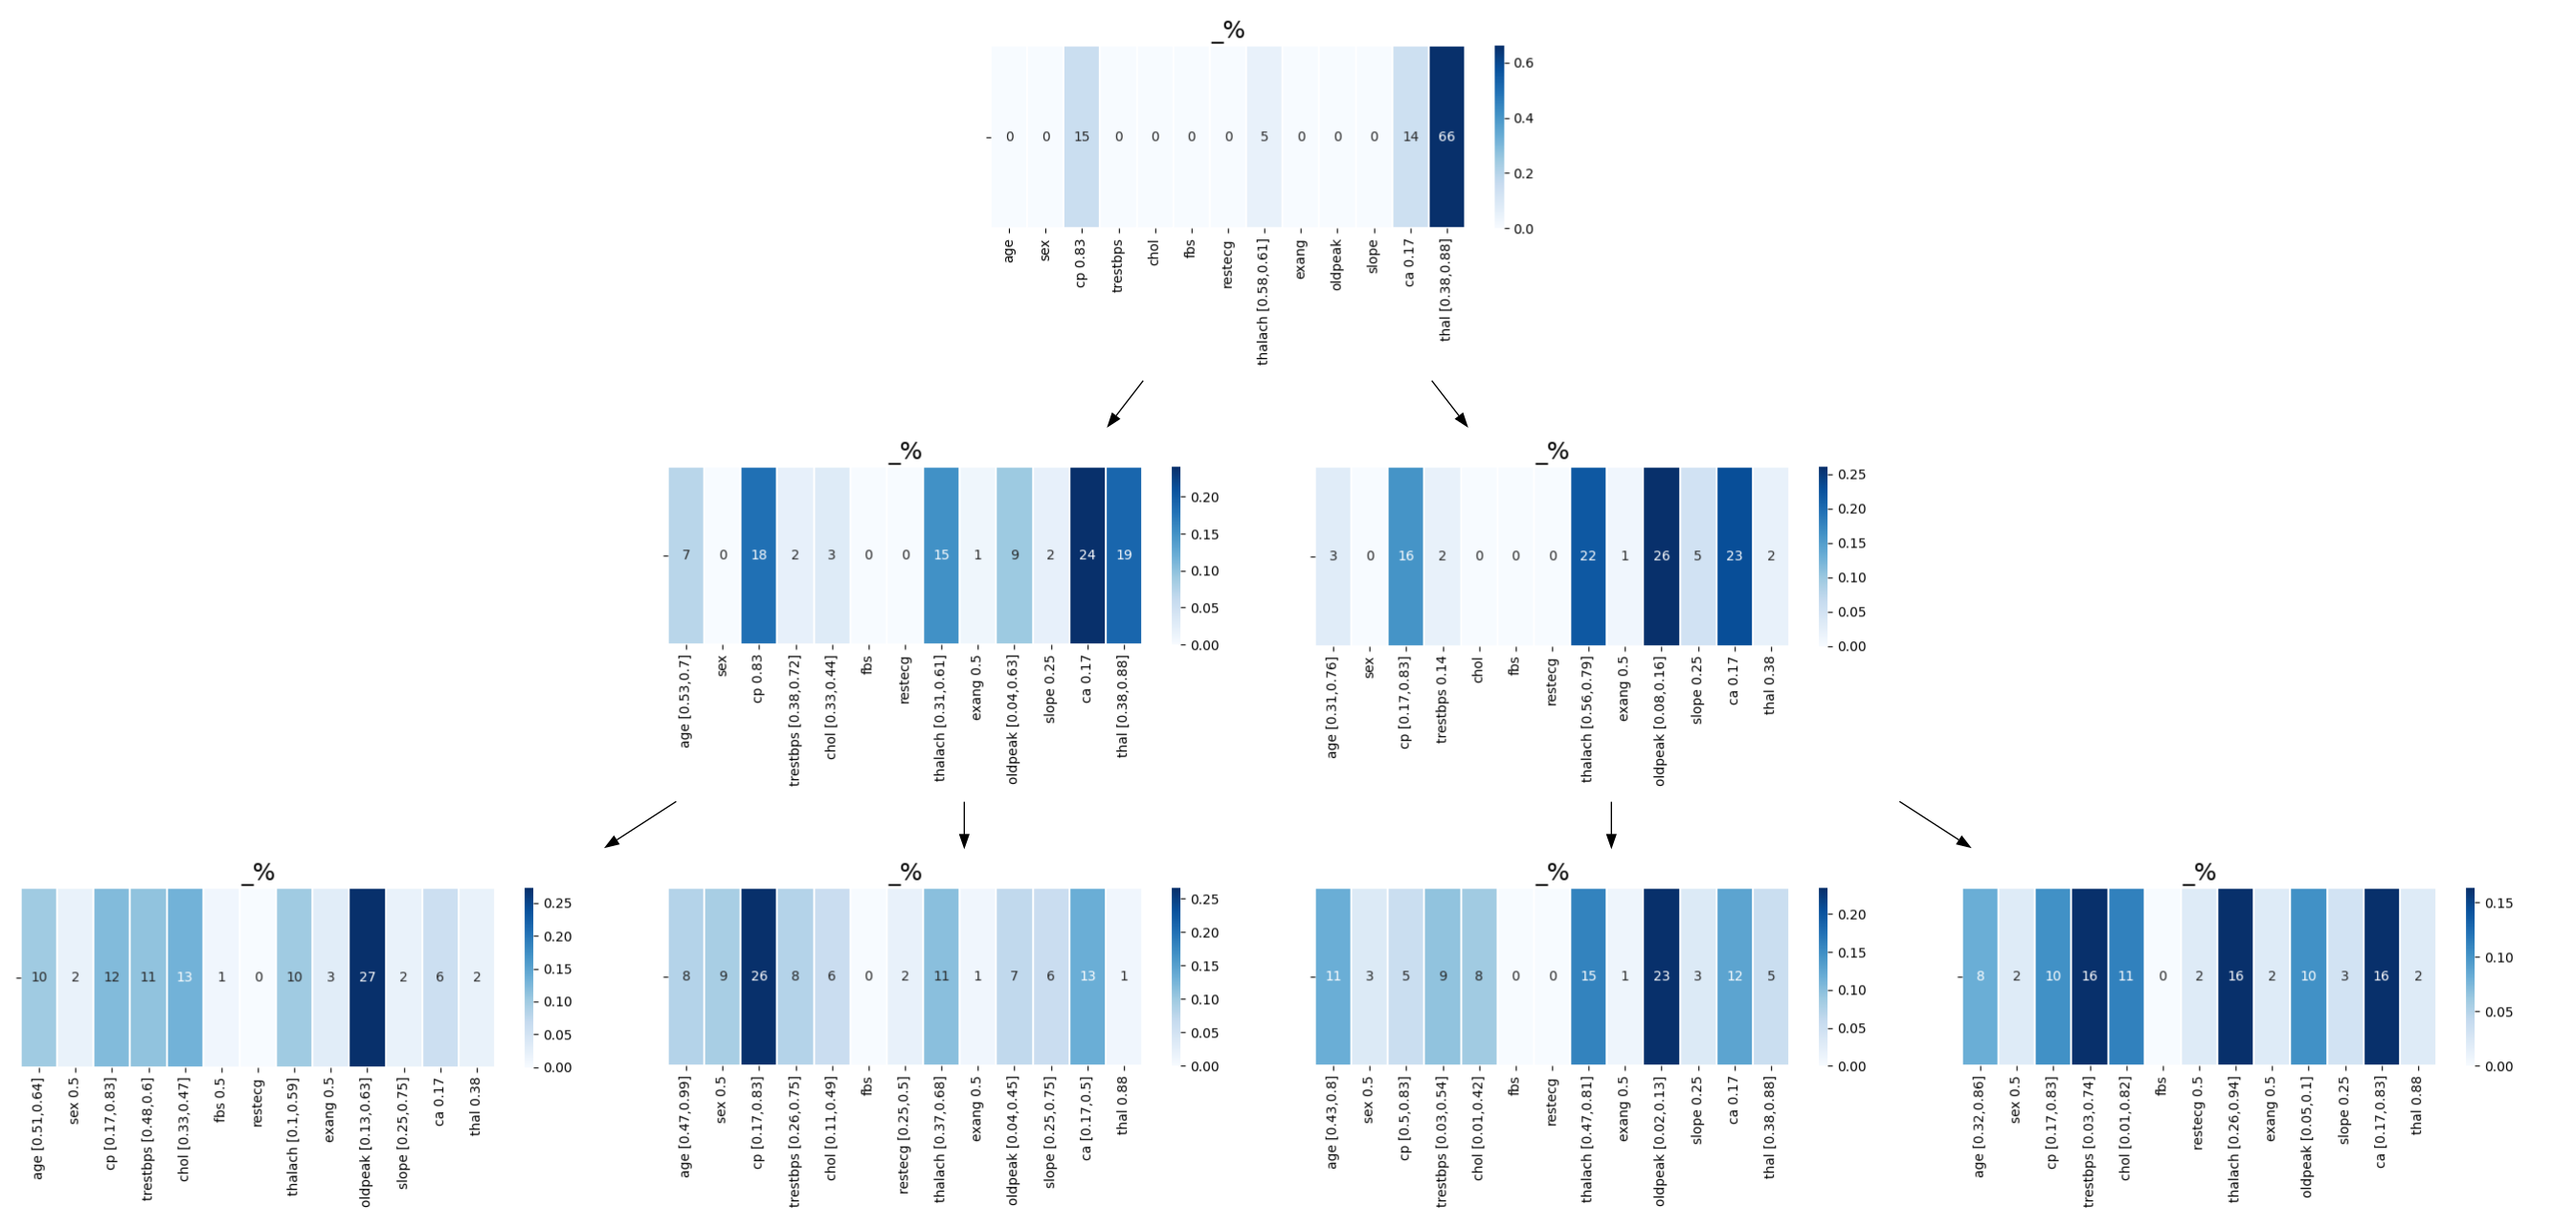 _%
0 0 15 0 0 0 0 5 0 0 0 14 66
0.6
0.4
0.2
0.0
age
sex
cp 0.83
trestbps
chol
fbs
restecg
thalach [0.58,0.61]
exang
oldpeak
slope
ca 0.17
thal [0.38,0.88]
_%
7 0 18 2 3 0 0 15 1 9 2 24 19
0.20
0.15
0.10
0.05
0.00
age [0.53,0.7]
sex
cp 0.83
trestbps [0.38,0.72]
chol [0.33,0.44]
fbs
restecg
thalach [0.31,0.61]
exang 0.5
oldpeak [0.04,0.63]
slope 0.25
ca 0.17
thal [0.38,0.88]
_%
3 0 16 2 0 0 0 22 1 26 5 23 2
0.25
0.20
0.15
0.10
0.05
0.00
age [0.31,0.76]
sex
cp [0.17,0.83]
trestbps 0.14
chol
fbs
restecg
thalach [0.56,0.79]
exang 0.5
oldpeak [0.08,0.16]
slope 0.25
ca 0.17
thal 0.38
_%
10 2 12 11 13 1 0 10 3 27 2 6 2
0.25
0.20
0.15
0.10
0.05
0.00
age [0.51,0.64]
sex 0.5
cp [0.17,0.83]
trestbps [0.48,0.6]
chol [0.33,0.47]
fbs 0.5
restecg
thalach [0.1,0.59]
exang 0.5
oldpeak [0.13,0.63]
slope [0.25,0.75]
ca 0.17
thal 0.38
_%
8 9 26 8 6 0 2 11 1 7 6 13 1
0.25
0.20
0.15
0.10
0.05
0.00
age [0.47,0.99]
sex 0.5
cp [0.17,0.83]
trestbps [0.26,0.75]
chol [0.11,0.49]
fbs
restecg [0.25,0.5]
thalach [0.37,0.68]
exang 0.5
oldpeak [0.04,0.45]
slope [0.25,0.75]
ca [0.17,0.5]
thal 0.88
_%
11 3 5 9 8 0 0 15 1 23 3 12 5
0.20
0.15
0.10
0.05
0.00
age [0.43,0.8]
sex 0.5
cp [0.5,0.83]
trestbps [0.03,0.54]
chol [0.01,0.42]
fbs
restecg
thalach [0.47,0.81]
exang 0.5
oldpeak [0.02,0.13]
slope 0.25
ca 0.17
thal [0.38,0.88]
_%
8 2 10 16 11 0 2 16 2 10 3 16 2
0.15
0.10
0.05
0.00
age [0.32,0.86]
sex 0.5
cp [0.17,0.83]
trestbps [0.03,0.74]
chol [0.01,0.82]
fbs
restecg 0.5
thalach [0.26,0.94]
exang 0.5
oldpeak [0.05,0.1]
slope 0.25
ca [0.17,0.83]
thal 0.88